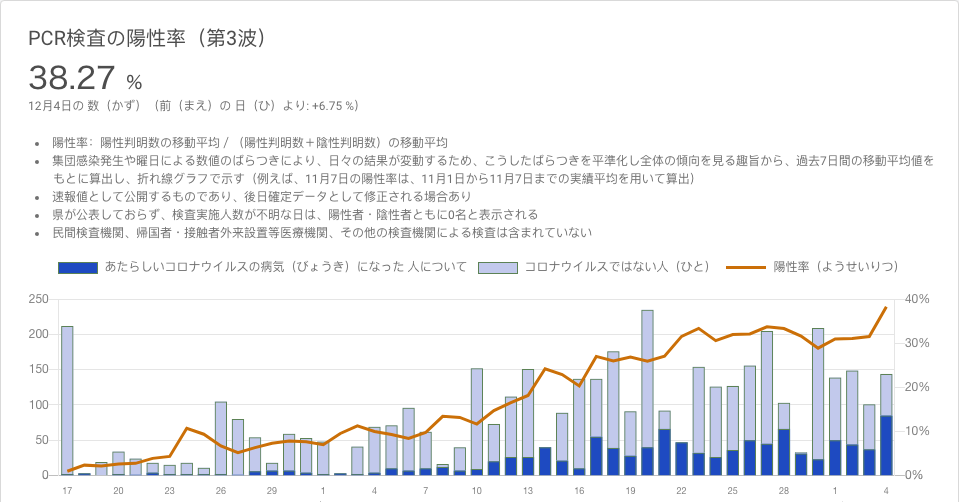 PCR検査の陽性率（第3波）
38.27 %
12月4日の 数（かず）（前（まえ）の 日（ひ）より: +6.75 %）
• 陽性率：陽性判明数の移動平均 / （陽性判明数＋陰性判明数）の移動平均
• 集団感染発生や曜日による数値のばらつきにより、日々の結果が変動するため、こうしたばらつきを平準化し全体の傾向を見る趣旨から、過去7日間の移動平均値を
もとに算出し、折れ線グラフで示す（例えば、11月7日の陽性率は、11月1日から11月7日までの実績平均を用いて算出）
• 速報値として公開するものであり、後日確定データとして修正される場合あり
• 県が公表しておらず、検査実施人数が不明な日は、陽性者・陰性者ともに0名と表示される
• 民間検査機関、帰国者・接触者外来設置等医療機関、その他の検査機関による検査は含まれていない
あたらしいコロナウイルスの病気（びょうき）になった 人について コロナウイルスではない人（ひと） 陽性率（ようせいりつ）
250 40%
200
30%
150
20%
100
10%
50
0 0%
17 20 23 26 29 1 4 7 10 13 16 19 22 25 28 1 4